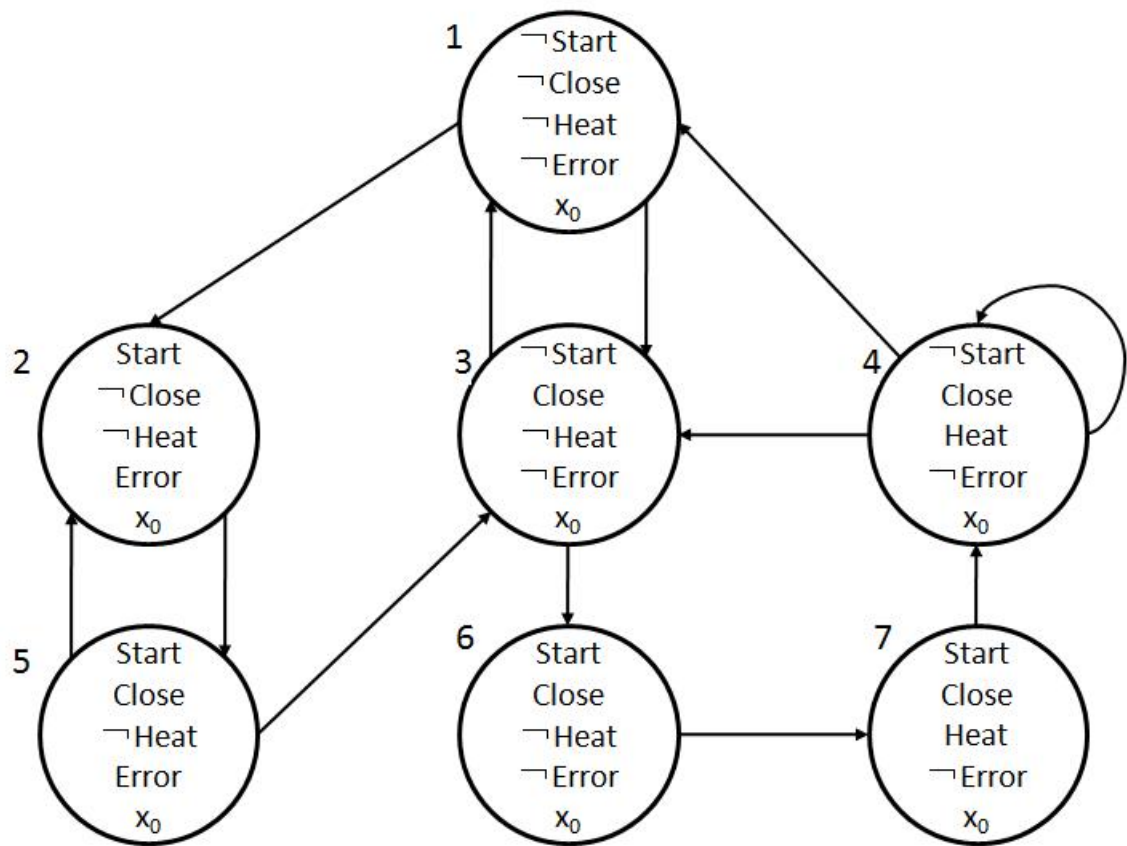 1
¬Start
¬Close
¬Heat
¬Error
x₀
2
Start
¬Close
¬Heat
Error
x₀
3
¬Start
Close
¬Heat
¬Error
x₀
4
¬Start
Close
Heat
¬Error
x₀
5
Start
Close
¬Heat
Error
x₀
6
Start
Close
¬Heat
¬Error
x₀
7
Start
Close
Heat
¬Error
x₀